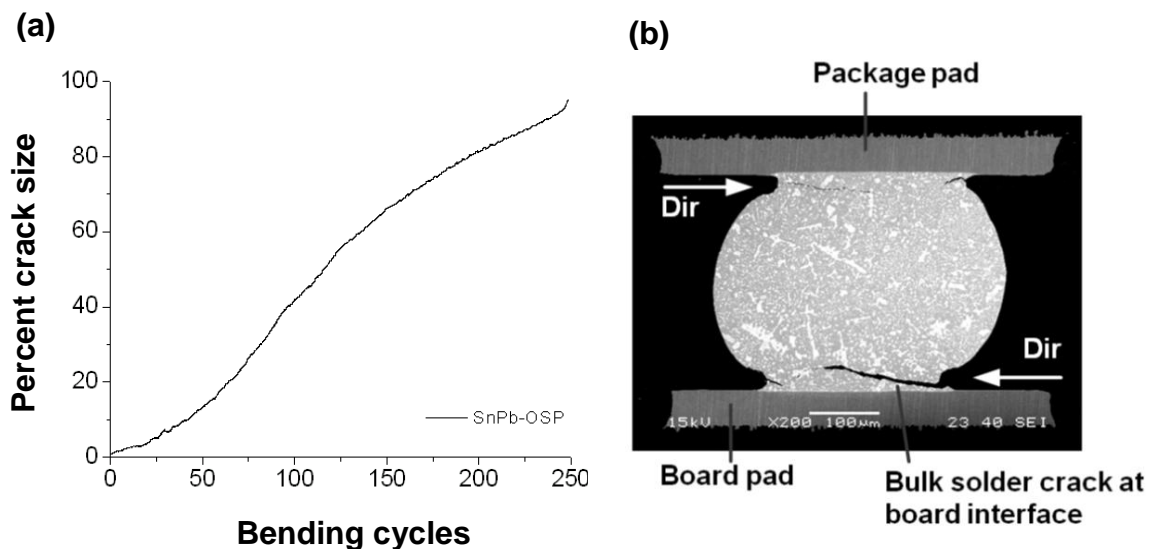 (a)
100
80
60
40
20
0
Percent crack size
SnPb-OSP
0 50 100 150 200 250
Bending cycles
(b)
Package pad
Dir
Dir
15kV X200 100µm 23 40 SEI
Board pad
Bulk solder crack at
board interface